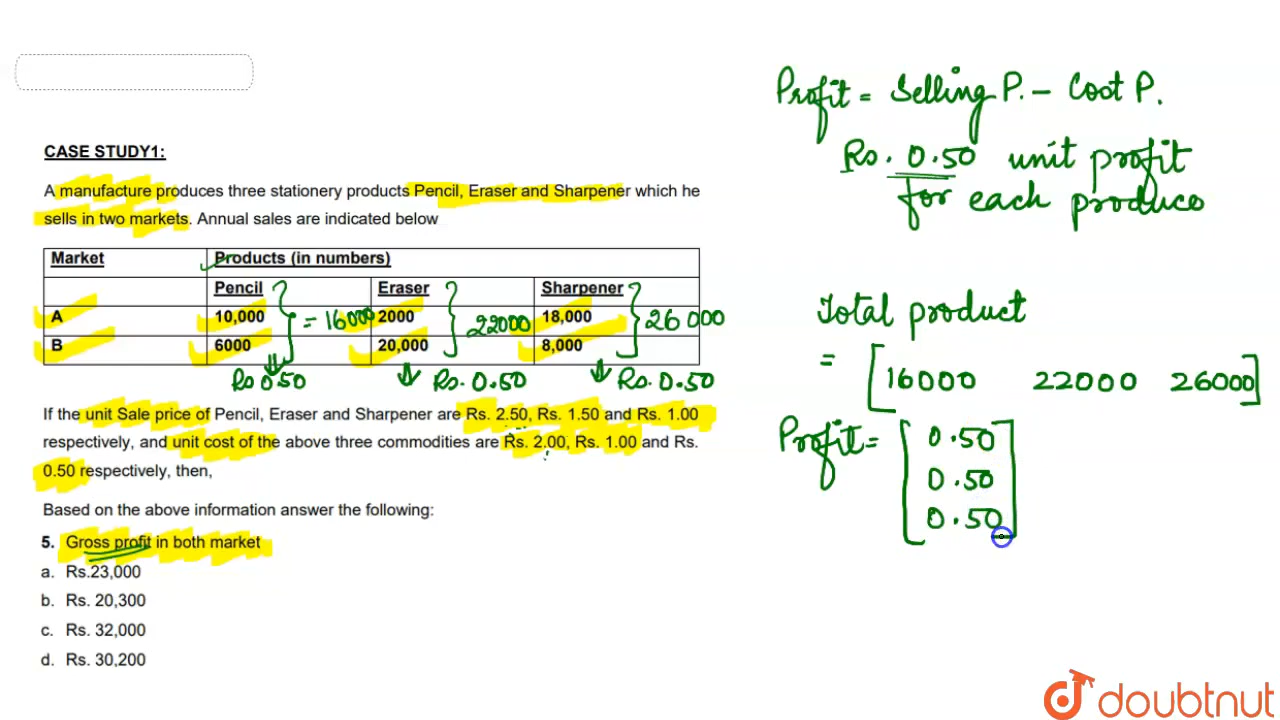 CASE STUDY1:
A manufacture produces three stationery products Pencil, Eraser and Sharpener which he
sells in two markets. Annual sales are indicated below
Market Products (in numbers)
Pencil Eraser Sharpener
A 10,000 = 16000 2000 22000 18,000 26000
B 6000 20,000 8,000
Rs 0.50 Rs. 0.50 Rs. 0.50
If the unit Sale price of Pencil, Eraser and Sharpener are Rs. 2.50, Rs. 1.50 and Rs. 1.00
respectively, and unit cost of the above three commodities are Rs. 2.00, Rs. 1.00 and Rs.
0.50 respectively, then,
Based on the above information answer the following:
5. Gross profit in both market
a. Rs.23,000
b. Rs. 20,300
c. Rs. 32,000
d. Rs. 30,200
Profit = Selling P. – Cost P.
Rs. 0.50 unit profit
for each produce
Total product
= [16000 22000 26000]
Profit = [0.50
0.50
0.50]
doubtnut